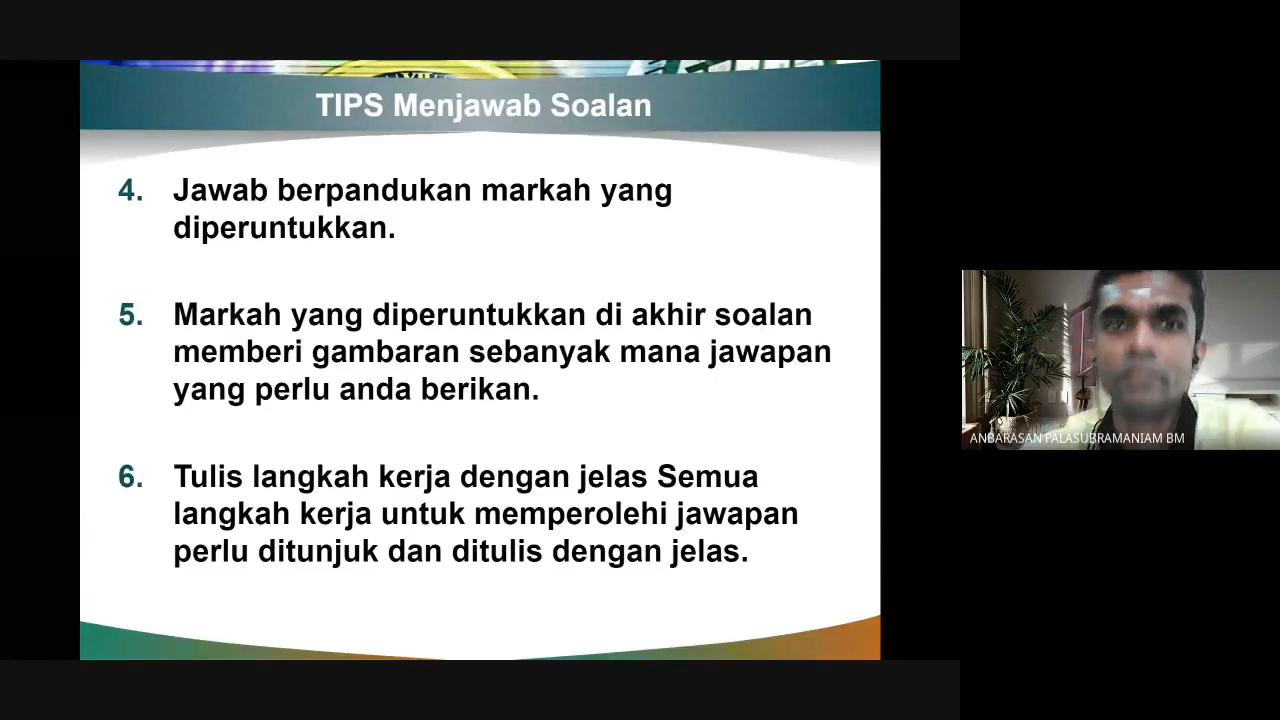 TIPS Menjawab Soalan
4. Jawab berpandukan markah yang
diperuntukkan.
5. Markah yang diperuntukkan di akhir soalan
memberi gambaran sebanyak mana jawapan
yang perlu anda berikan.
6. Tulis langkah kerja dengan jelas Semua
langkah kerja untuk memperolehi jawapan
perlu ditunjuk dan ditulis dengan jelas.
ANBARASAN PALASUBRAMANIAM BM